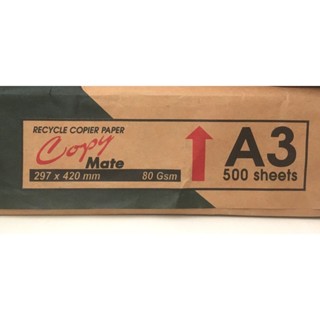 RECYCLE COPIER PAPER
Copy
Mate
297 x 420 mm 80 Gsm
A3
500 sheets